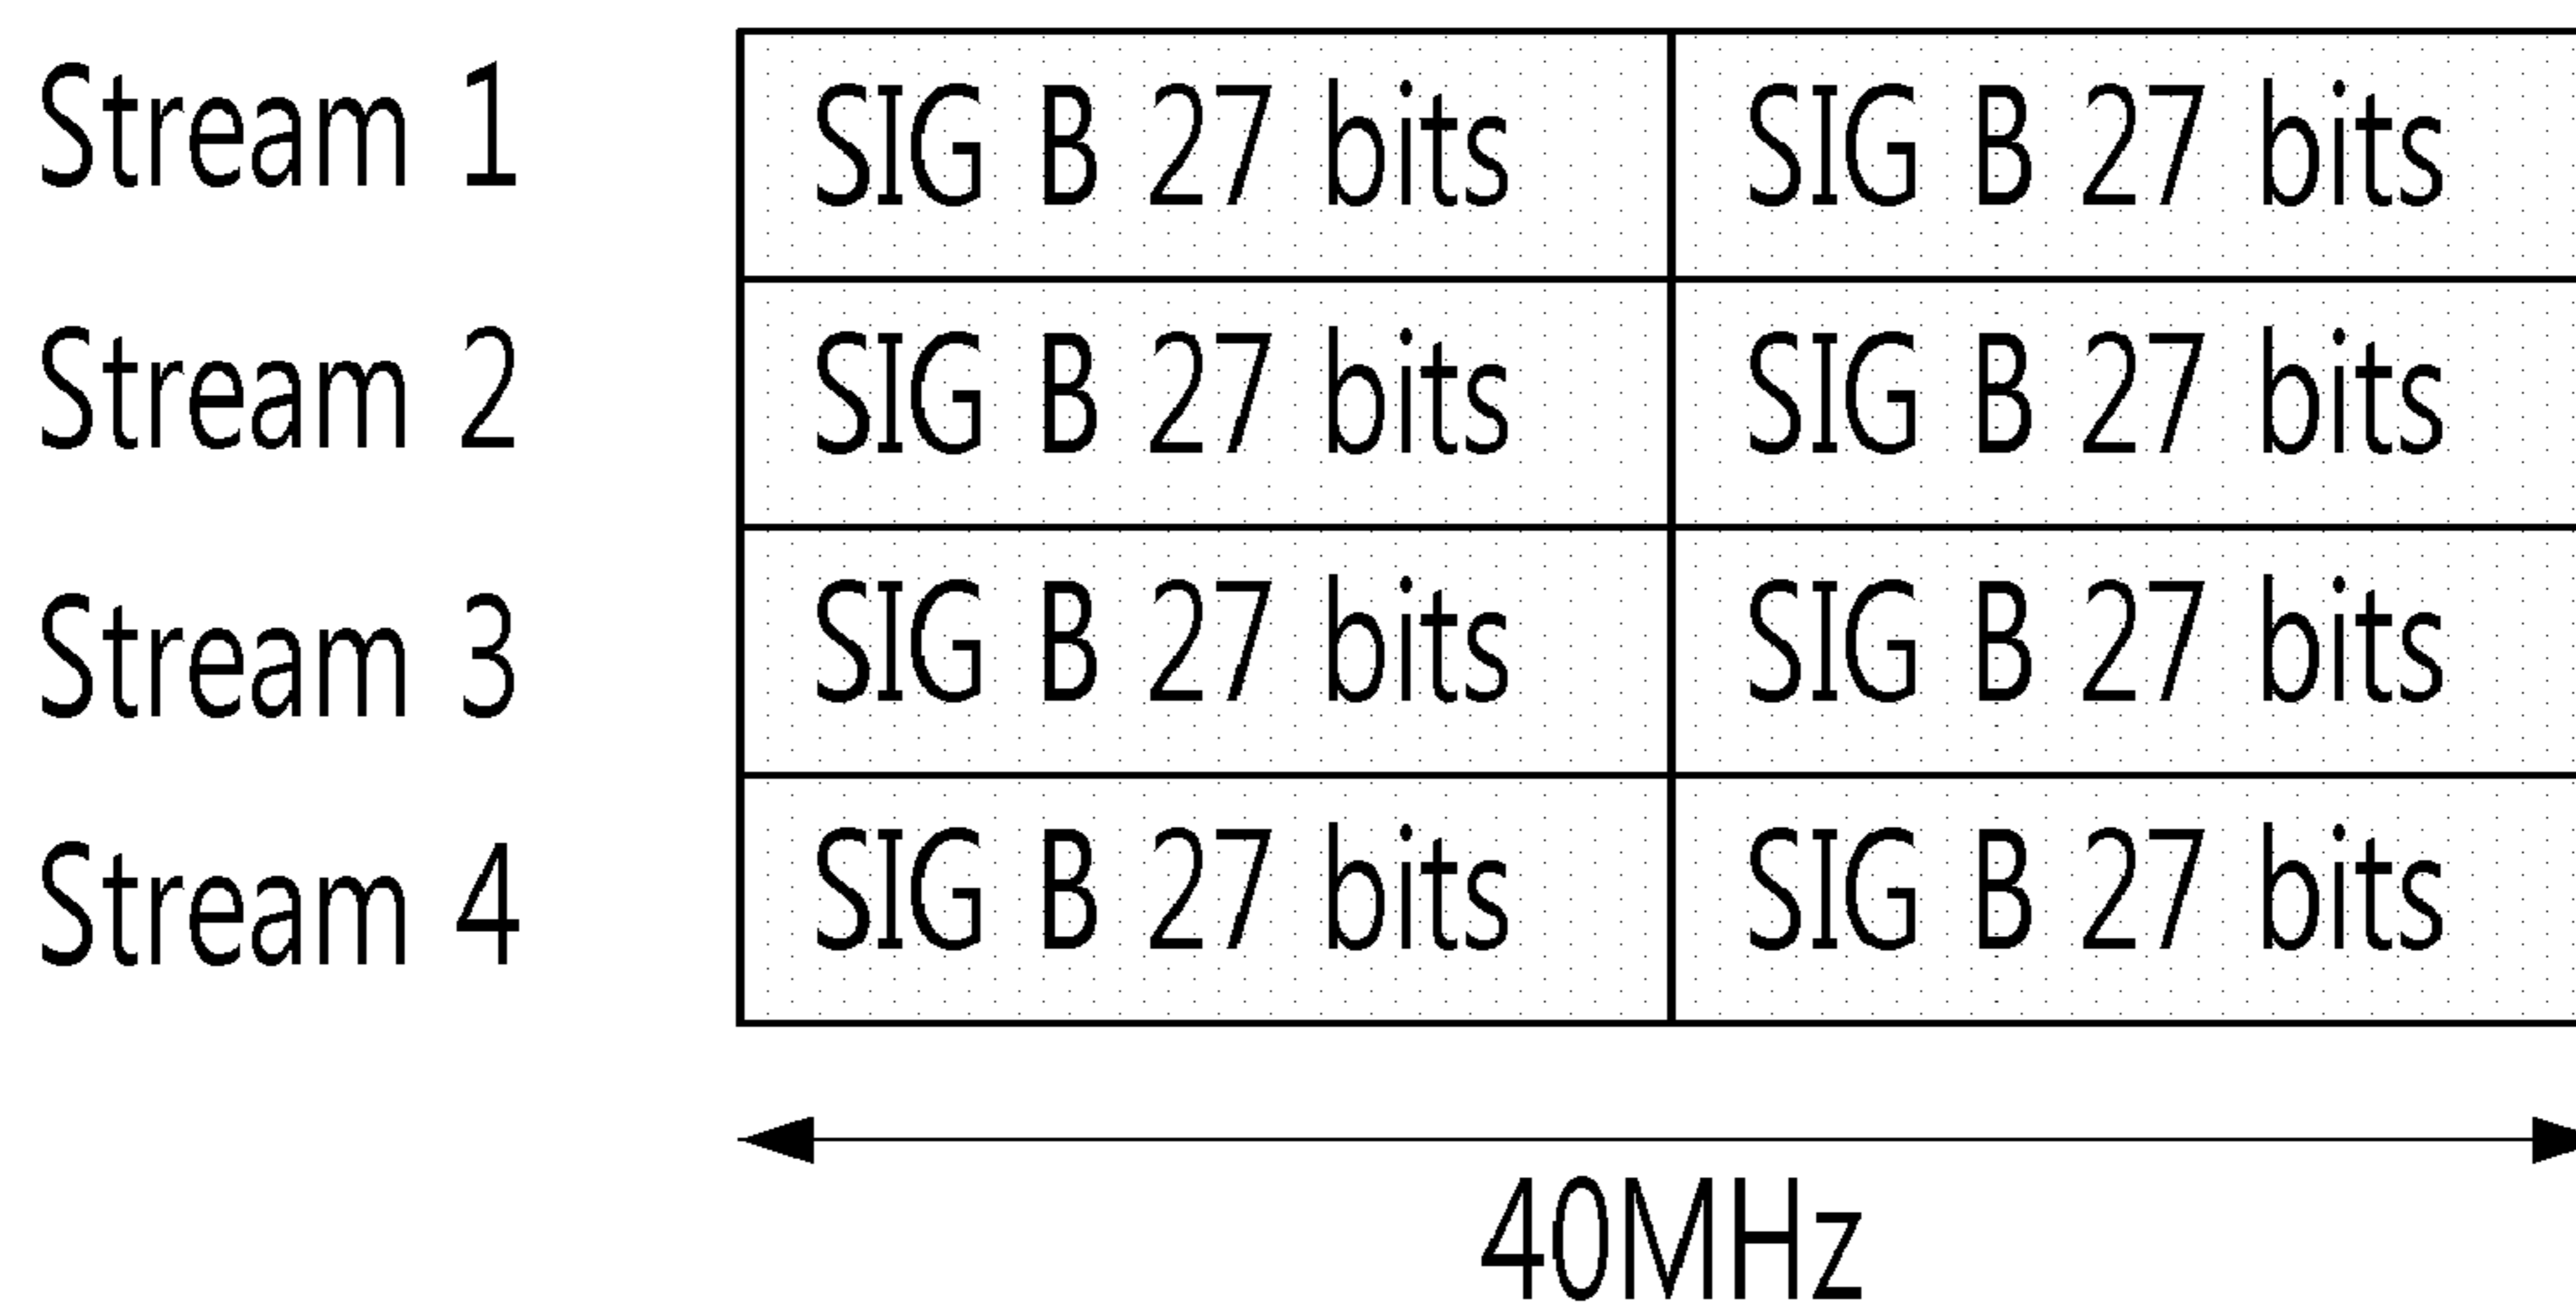 Stream 1 SIG B 27 bits SIG B 27 bits
Stream 2 SIG B 27 bits SIG B 27 bits
Stream 3 SIG B 27 bits SIG B 27 bits
Stream 4 SIG B 27 bits SIG B 27 bits
40MHz